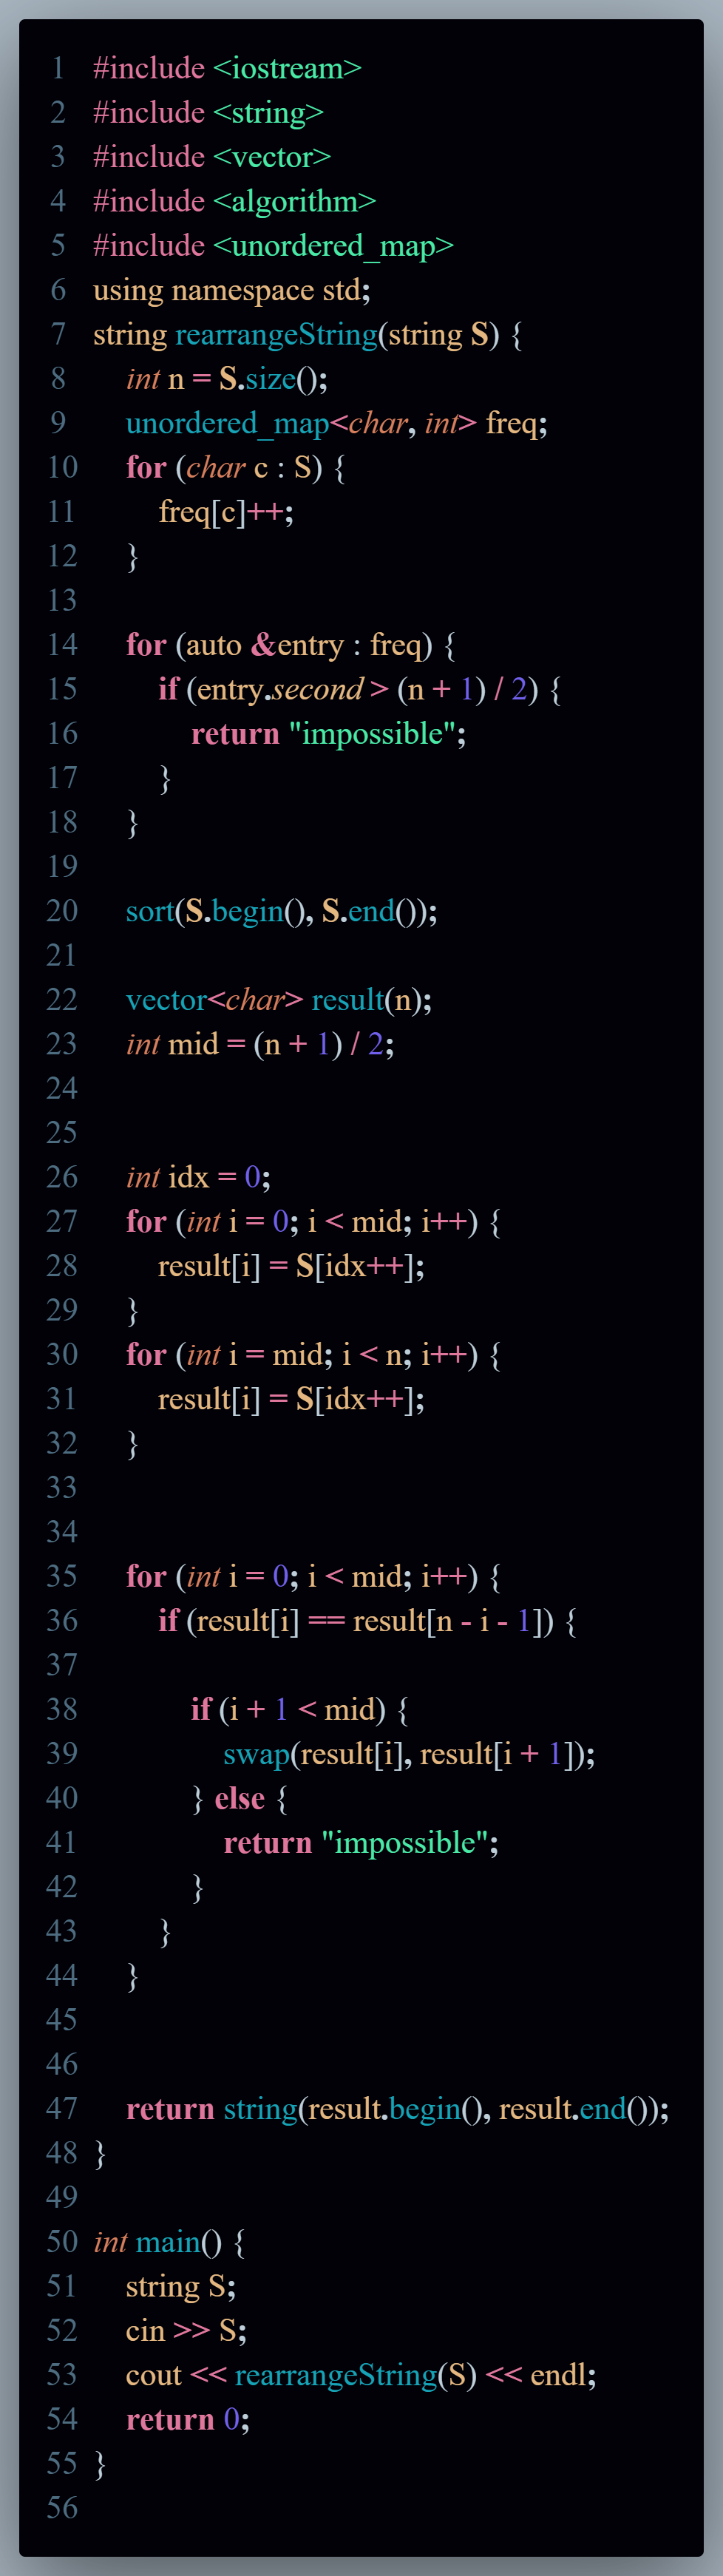 1 #include <iostream>
2 #include <string>
3 #include <vector>
4 #include <algorithm>
5 #include <unordered_map>
6 using namespace std;
7 string rearrangeString(string S) {
8     int n = S.size();
9     unordered_map<char, int> freq;
10     for (char c : S) {
11         freq[c]++;
12     }
13
14     for (auto &entry : freq) {
15         if (entry.second > (n + 1) / 2) {
16             return "impossible";
17         }
18     }
19
20     sort(S.begin(), S.end());
21
22     vector<char> result(n);
23     int mid = (n + 1) / 2;
24
25
26     int idx = 0;
27     for (int i = 0; i < mid; i++) {
28         result[i] = S[idx++];
29     }
30     for (int i = mid; i < n; i++) {
31         result[i] = S[idx++];
32     }
33
34
35     for (int i = 0; i < mid; i++) {
36         if (result[i] == result[n - i - 1]) {
37
38             if (i + 1 < mid) {
39                 swap(result[i], result[i + 1]);
40             } else {
41                 return "impossible";
42             }
43         }
44     }
45
46
47     return string(result.begin(), result.end());
48 }
49
50 int main() {
51     string S;
52     cin >> S;
53     cout << rearrangeString(S) << endl;
54     return 0;
55 }
56